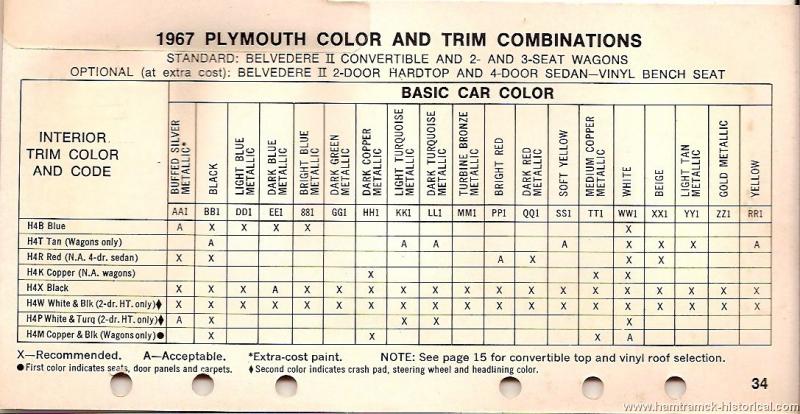 1967 PLYMOUTH COLOR AND TRIM COMBINATIONS
STANDARD: BELVEDERE II CONVERTIBLE AND 2- AND 3-SEAT WAGONS
OPTIONAL (at extra cost): BELVEDERE II 2-DOOR HARDTOP AND 4-DOOR SEDAN—VINYL BENCH SEAT
BASIC CAR COLOR
INTERIOR TRIM COLOR AND CODE
BUFFED SILVER METALLIC*
BLACK
LIGHT BLUE METALLIC
DARK BLUE METALLIC
BRIGHT BLUE METALLIC
DARK GREEN METALLIC
DARK COPPER METALLIC
LIGHT TURQUOISE METALLIC
DARK TURQUOISE METALLIC
TURBINE BRONZE METALLIC
BRIGHT RED
DARK RED METALLIC
SOFT YELLOW
MEDIUM COPPER METALLIC
WHITE
BEIGE
LIGHT TAN METALLIC
GOLD METALLIC
YELLOW
AA1 BB1 DD1 EE1 881 GG1 HH1 KK1 LL1 MM1 PP1 QQ1 SS1 TT1 WW1 XX1 YY1 ZZ1 RR1
H4B Blue A X X X X X
H4T Tan (Wagons only) A A A A X X X A
H4R Red (N.A. 4-dr. sedan) X X A X X X
H4K Copper (N.A. wagons) X X X
H4X Black X X X A X X X X X X X X X X X X X X X
H4W White & Blk (2-dr. HT. only)♦ X X X X X X X X X X X X X X X X X X X
H4P White & Turq (2-dr. HT. only)♦ A X X X X
H4M Copper & Blk (Wagons only)● X X X A
X—Recommended. A—Acceptable. *Extra-cost paint. NOTE: See page 15 for convertible top and vinyl roof selection.
●First color indicates seats, door panels and carpets. ♦Second color indicates crash pad, steering wheel and headlining color.
34
http://www.hamtramck-historical.com